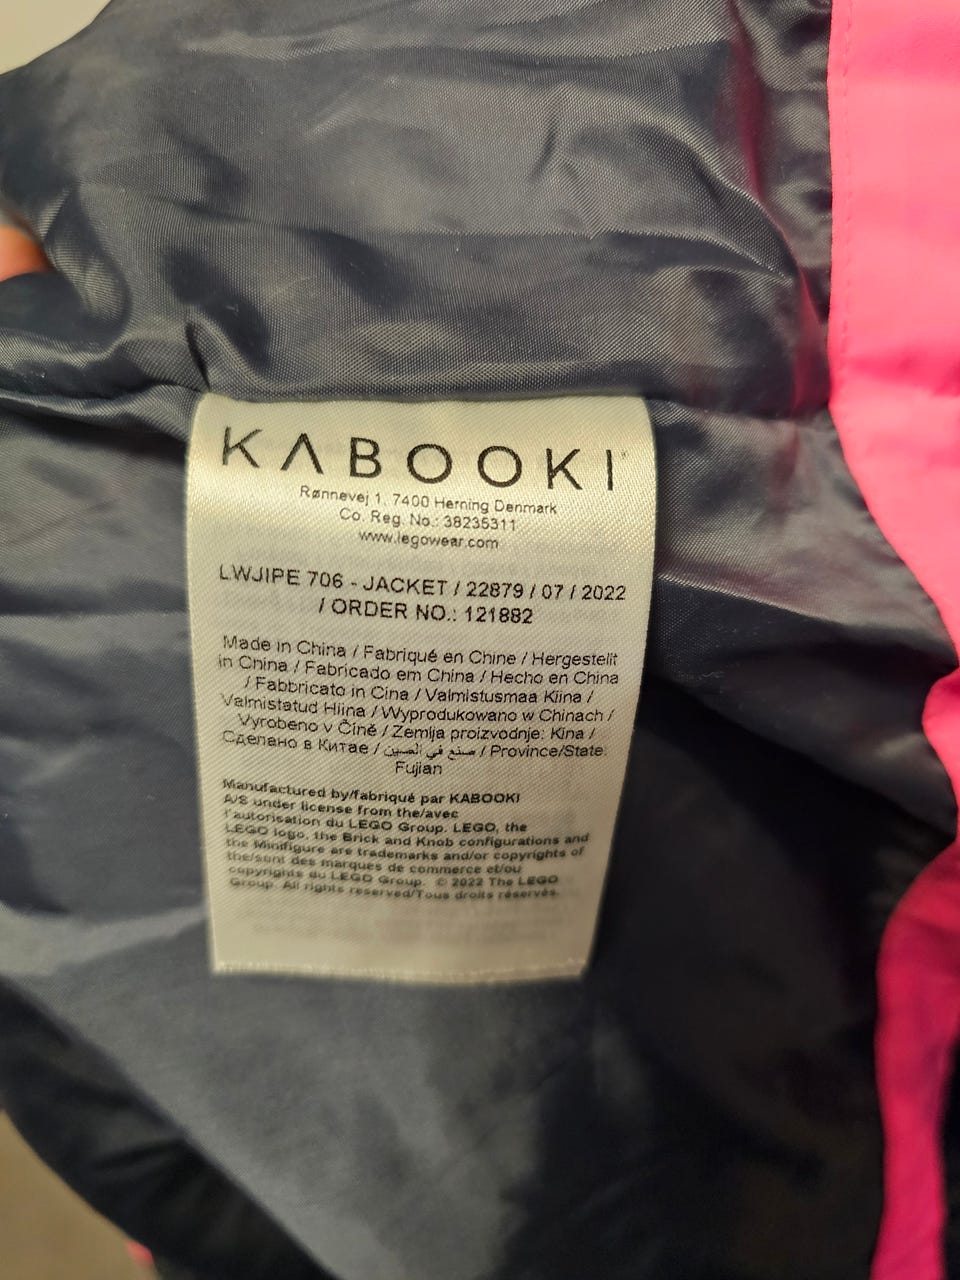 KABOOKI
Rønnevej 1, 7400 Herning Denmark
Co. Reg. No.: 38235311
www.legowear.com
LWJIPE 706 - JACKET / 22879 / 07 / 2022
/ ORDER NO.: 121882
Made in China / Fabriqué en Chine / Hergestellt
in China / Fabricado em China / Hecho en China
/ Fabbricato in Cina / Valmistusmaa Kiina /
Valmistatud Hiina / Wyprodukowano w Chinach /
Vyrobeno v Číně / Zemlja proizvodnje: Kina /
Сделано в Китае / صنع في الصين / Province/State:
Fujian
Manufactured by/fabriqué par KABOOKI
A/S under license from the/avec
l'autorisation du LEGO Group. LEGO, the
LEGO logo, the Brick and Knob configurations and
the Minifigure are trademarks and/or copyrights of
the/sont des marques de commerce et/ou
copyrights du LEGO Group. © 2022 The LEGO
Group. All rights reserved/Tous droits réservés.